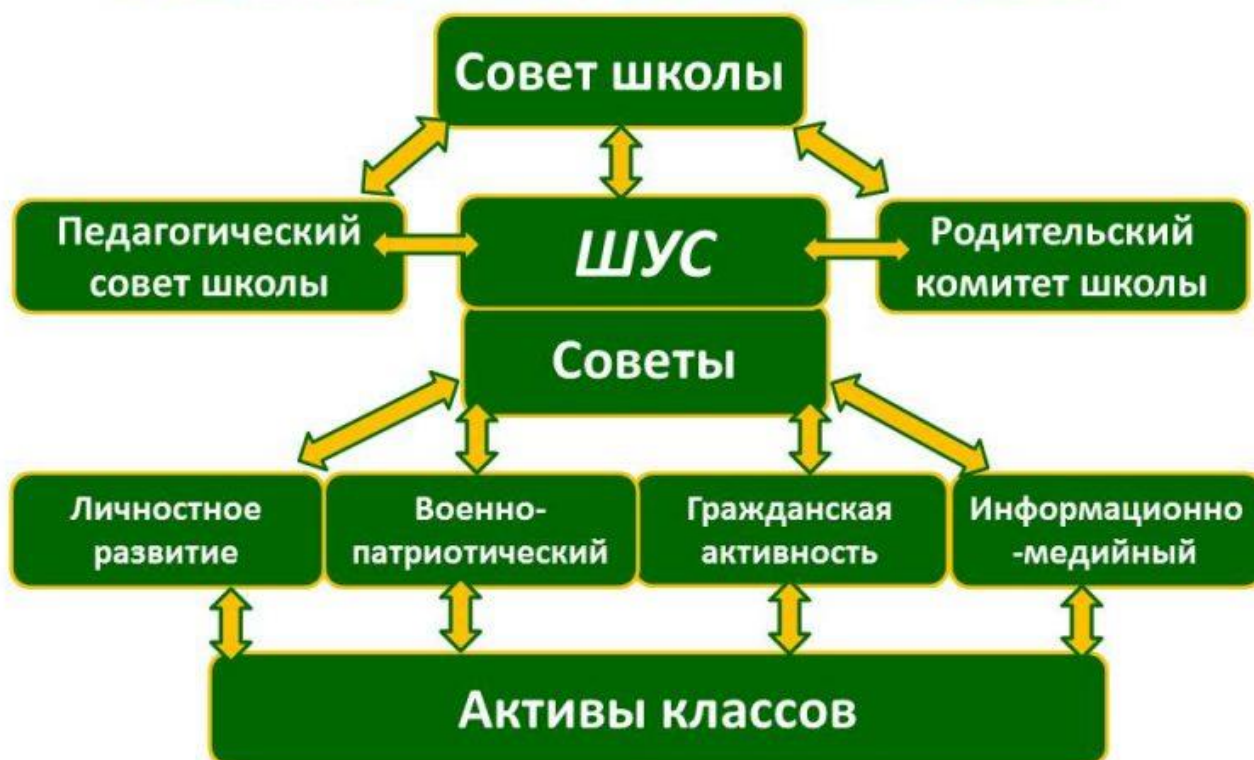 Совет школы
Педагогический
совет школы
ШУС
Родительский
комитет школы
Советы
Личностное
развитие
Военно-
патриотический
Гражданская
активность
Информационно
-медийный
Активы классов